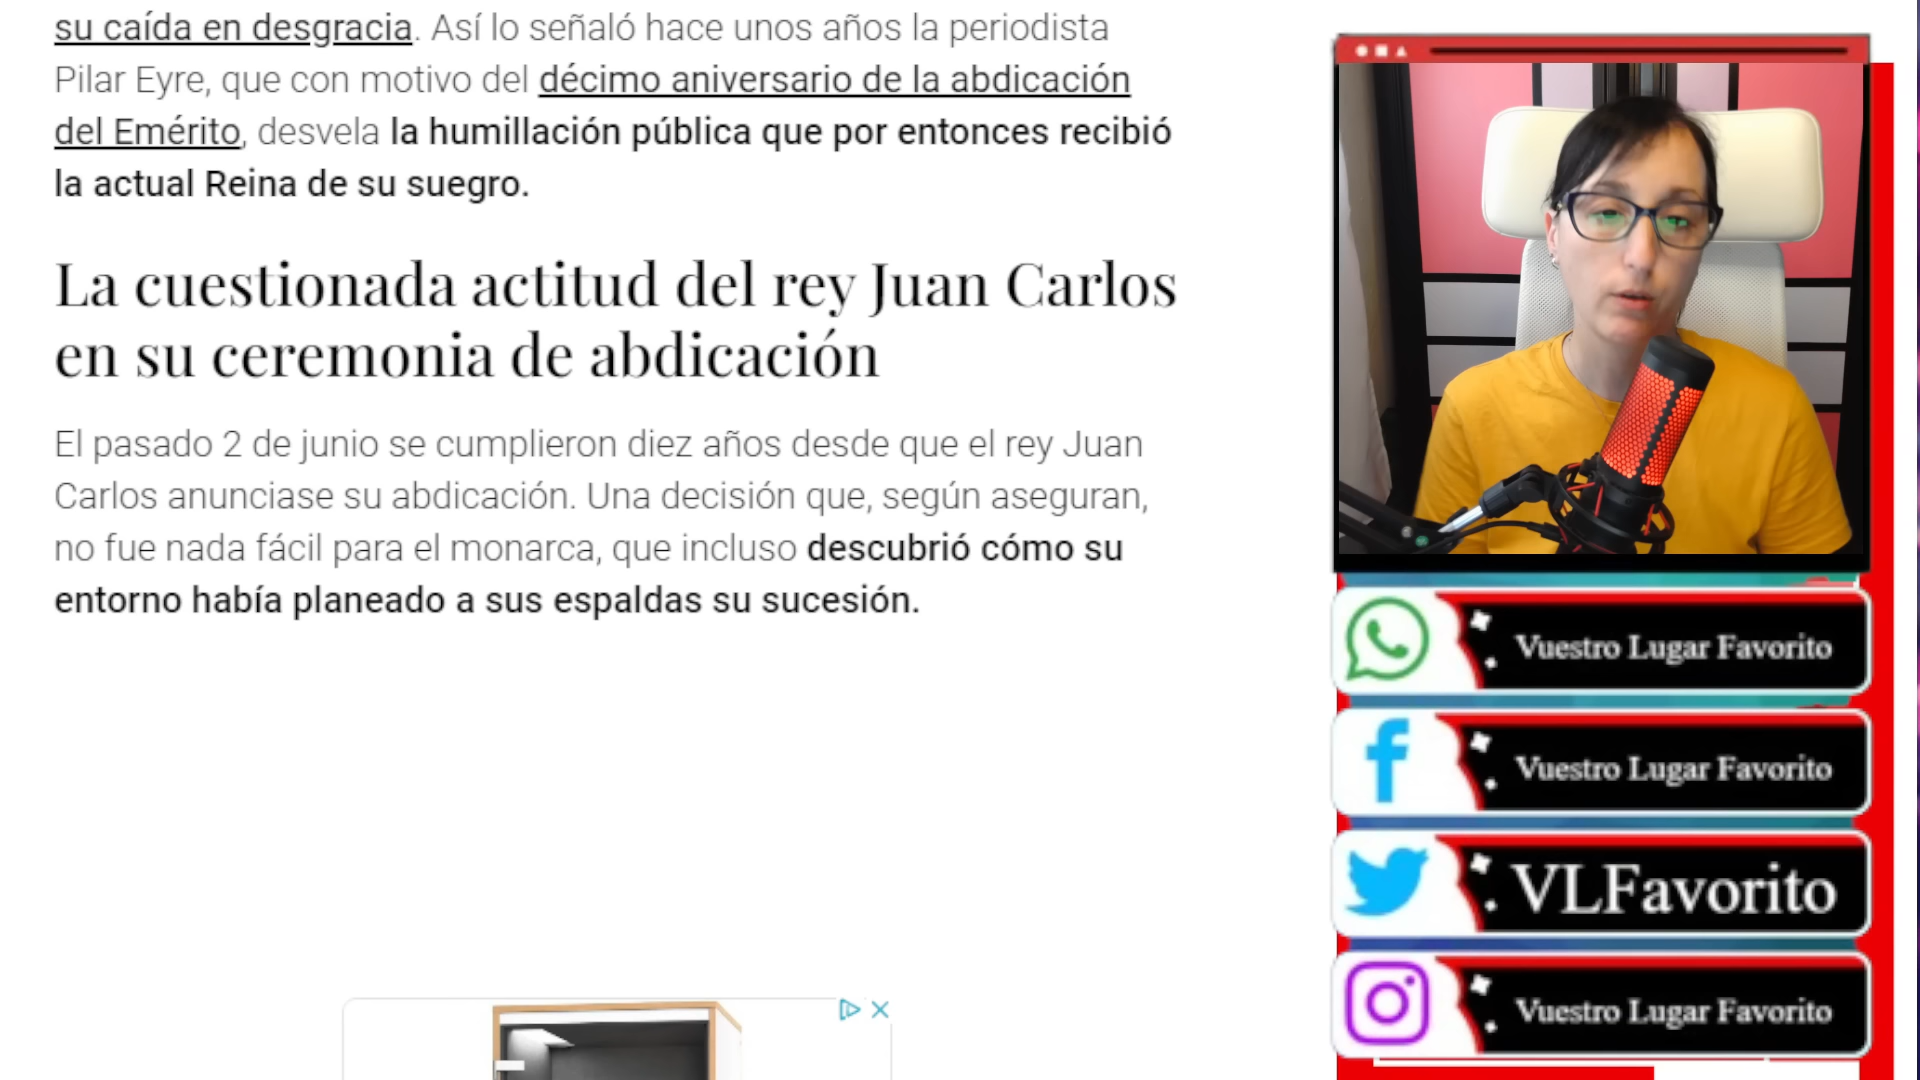 su caída en desgracia. Así lo señaló hace unos años la periodista
Pilar Eyre, que con motivo del décimo aniversario de la abdicación
del Emérito, desvela la humillación pública que por entonces recibió
la actual Reina de su suegro.
La cuestionada actitud del rey Juan Carlos
en su ceremonia de abdicación
El pasado 2 de junio se cumplieron diez años desde que el rey Juan
Carlos anunciase su abdicación. Una decisión que, según aseguran,
no fue nada fácil para el monarca, que incluso descubrió cómo su
entorno había planeado a sus espaldas su sucesión.
Vuestro Lugar Favorito
Vuestro Lugar Favorito
VLFavorito
Vuestro Lugar Favorito